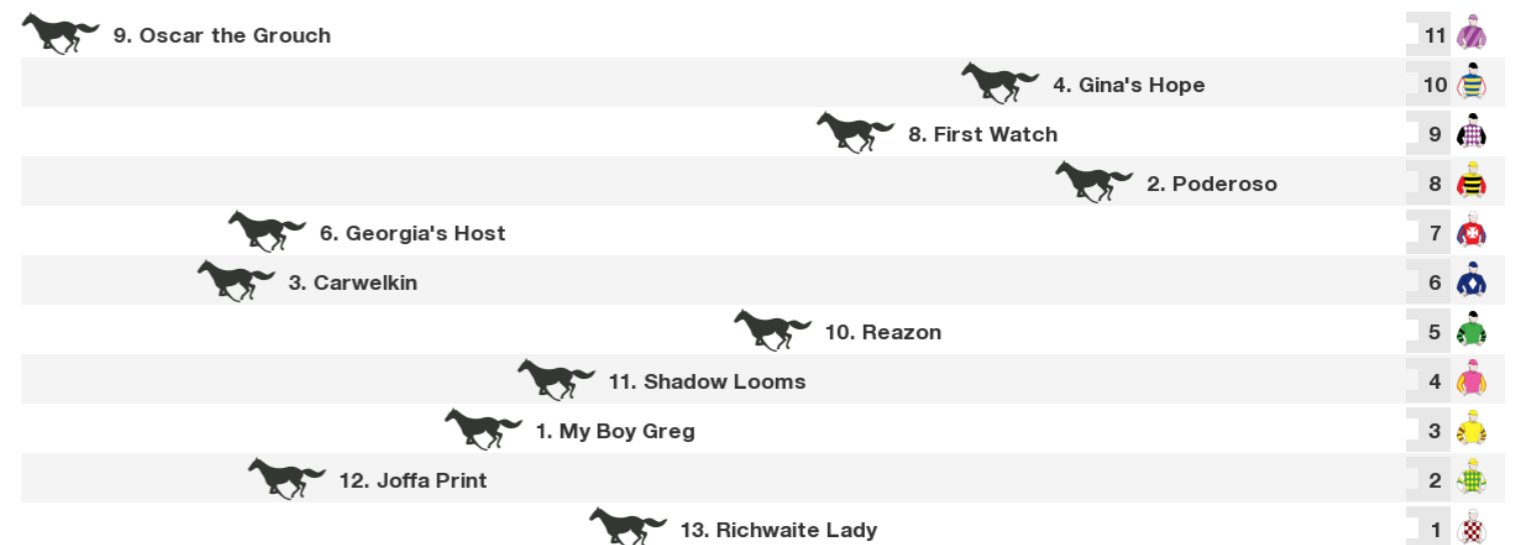 9. Oscar the Grouch 11
4. Gina's Hope 10
8. First Watch 9
2. Poderoso 8
6. Georgia's Host 7
3. Carwelkin 6
10. Reazon 5
11. Shadow Looms 4
1. My Boy Greg 3
12. Joffa Print 2
13. Richwaite Lady 1